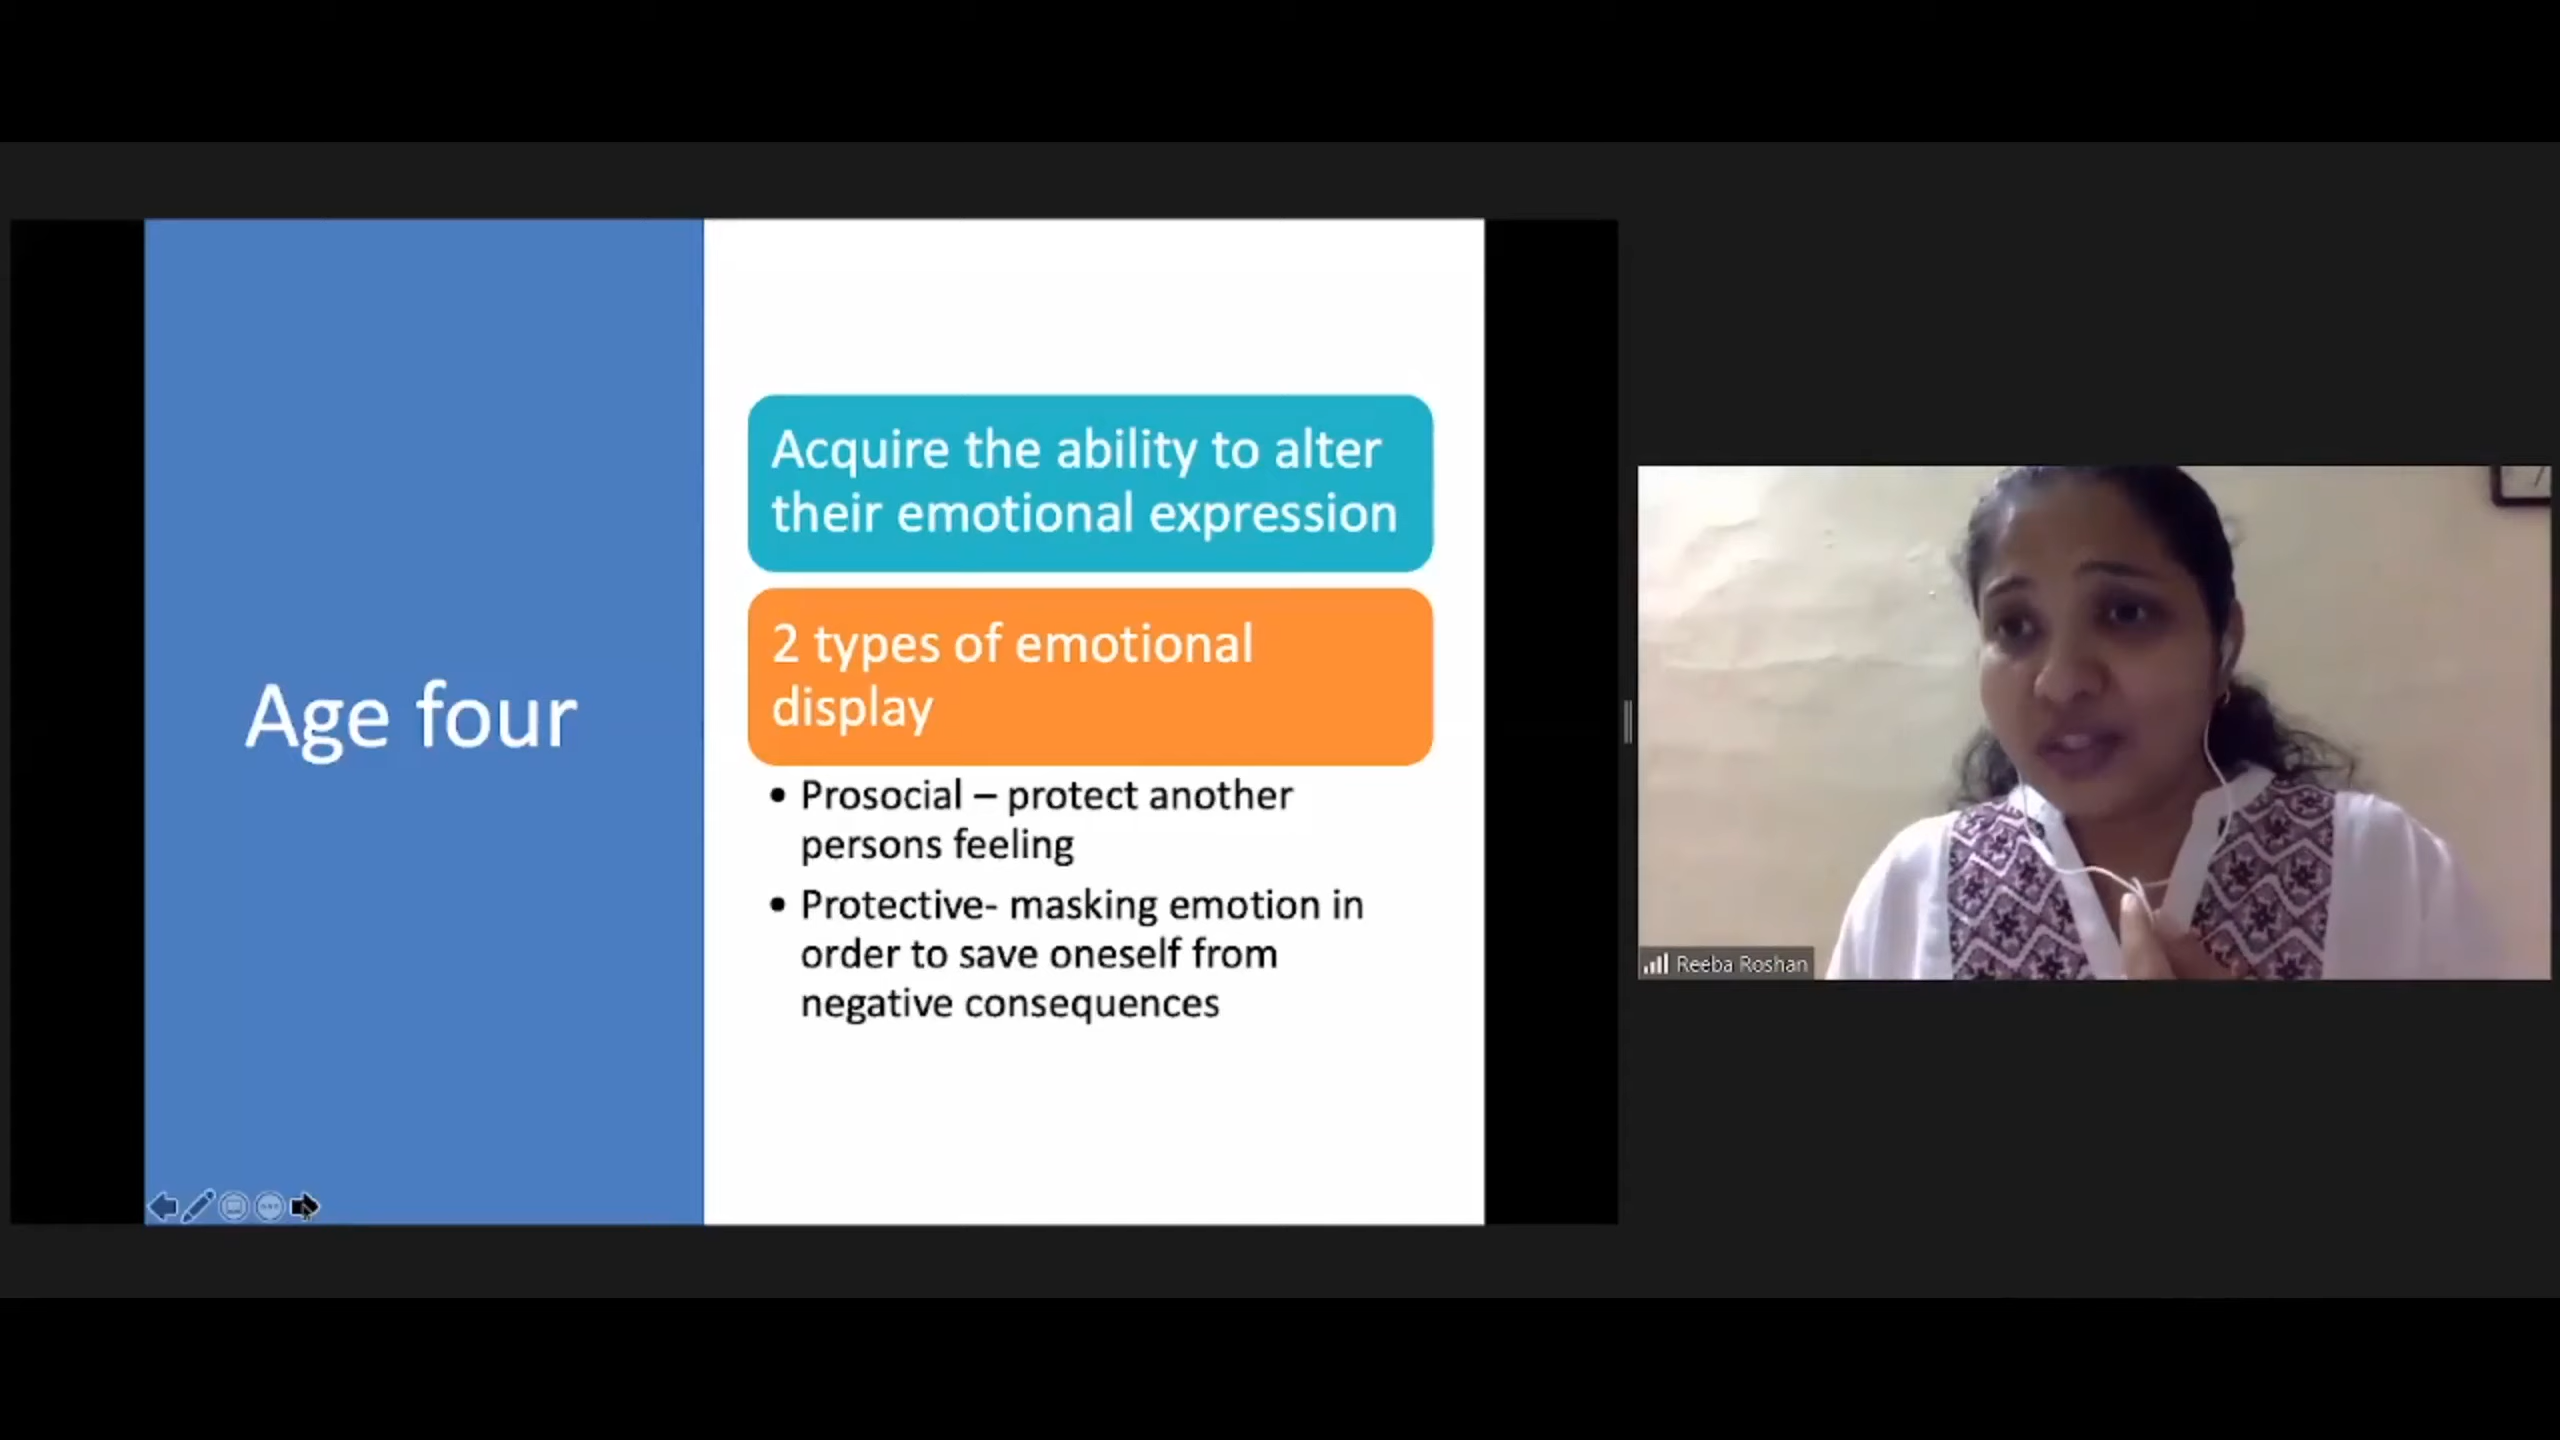 Age four
Acquire the ability to alter
their emotional expression
2 types of emotional
display
• Prosocial – protect another
persons feeling
• Protective- masking emotion in
order to save oneself from
negative consequences
Reeba Roshan